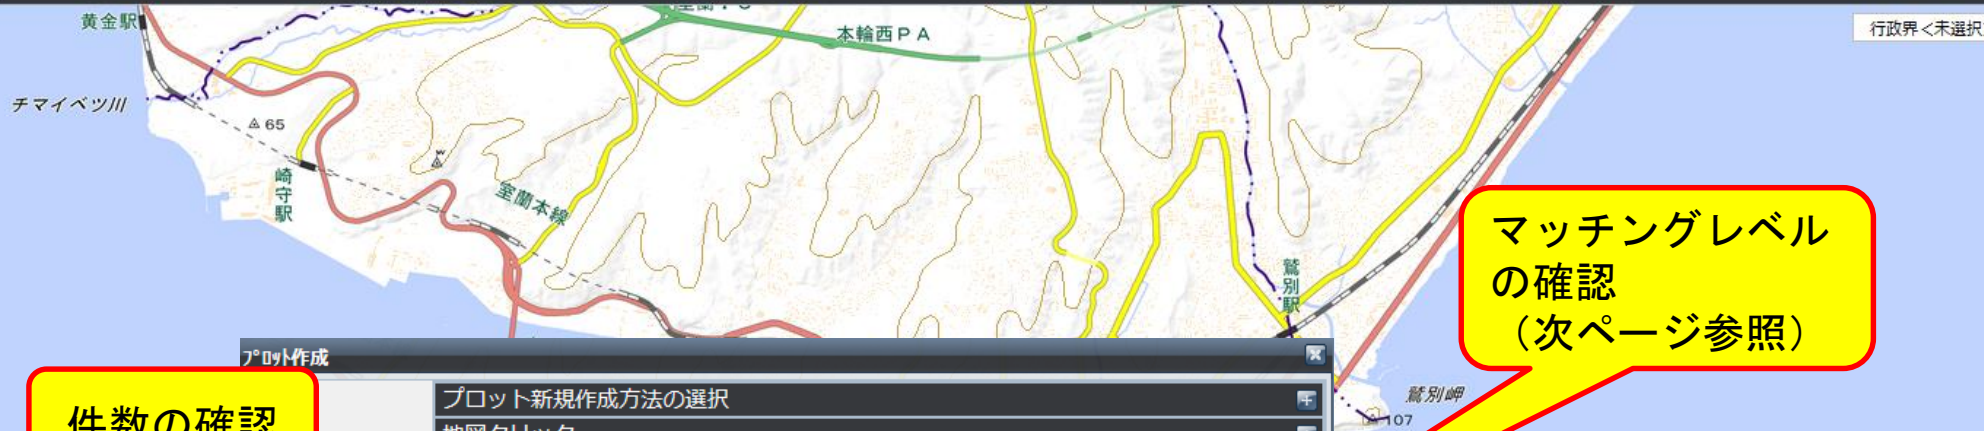 黄金駅
本輪西PA
行政界<未選択
チマイベツ川
65
崎守駅
室蘭本線
鷲別駅
マッチングレベル
の確認
(次ページ参照)
プロット作成
件数の確認
プロット新規作成方法の選択
鷲別岬
107